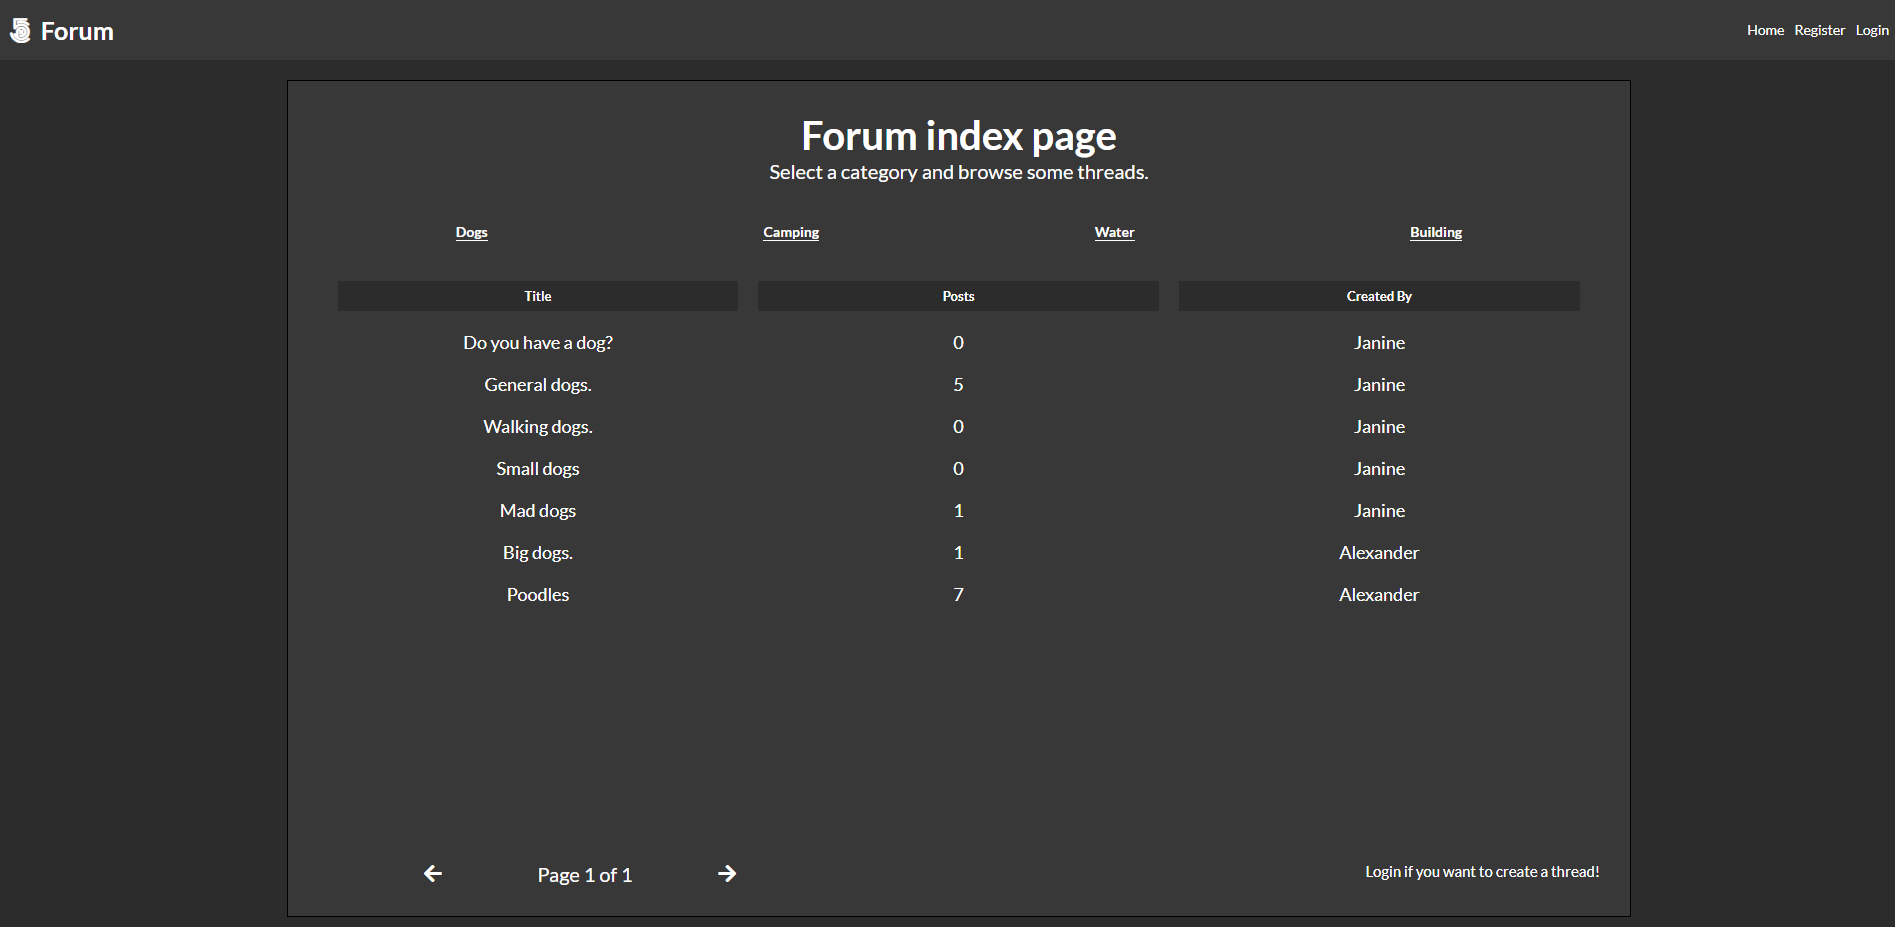 Forum
Home Register Login
Forum index page
Select a category and browse some threads.
Dogs Camping Water Building
Title Posts Created By
Do you have a dog? 0 Janine
General dogs. 5 Janine
Walking dogs. 0 Janine
Small dogs 0 Janine
Mad dogs 1 Janine
Big dogs. 1 Alexander
Poodles 7 Alexander
Page 1 of 1
Login if you want to create a thread!